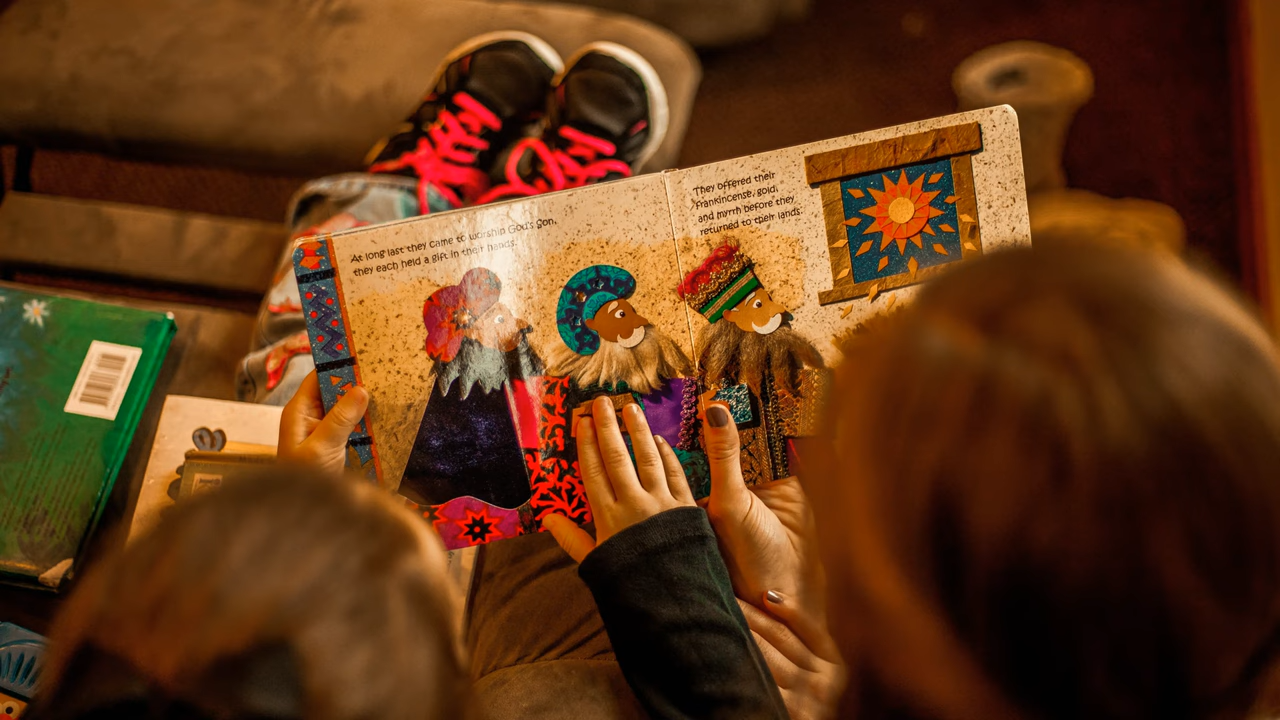 At long last they came to worship God's Son,
they each held a gift in their hands.
They offered their
frankincense, gold,
and myrrh before they
returned to their lands.